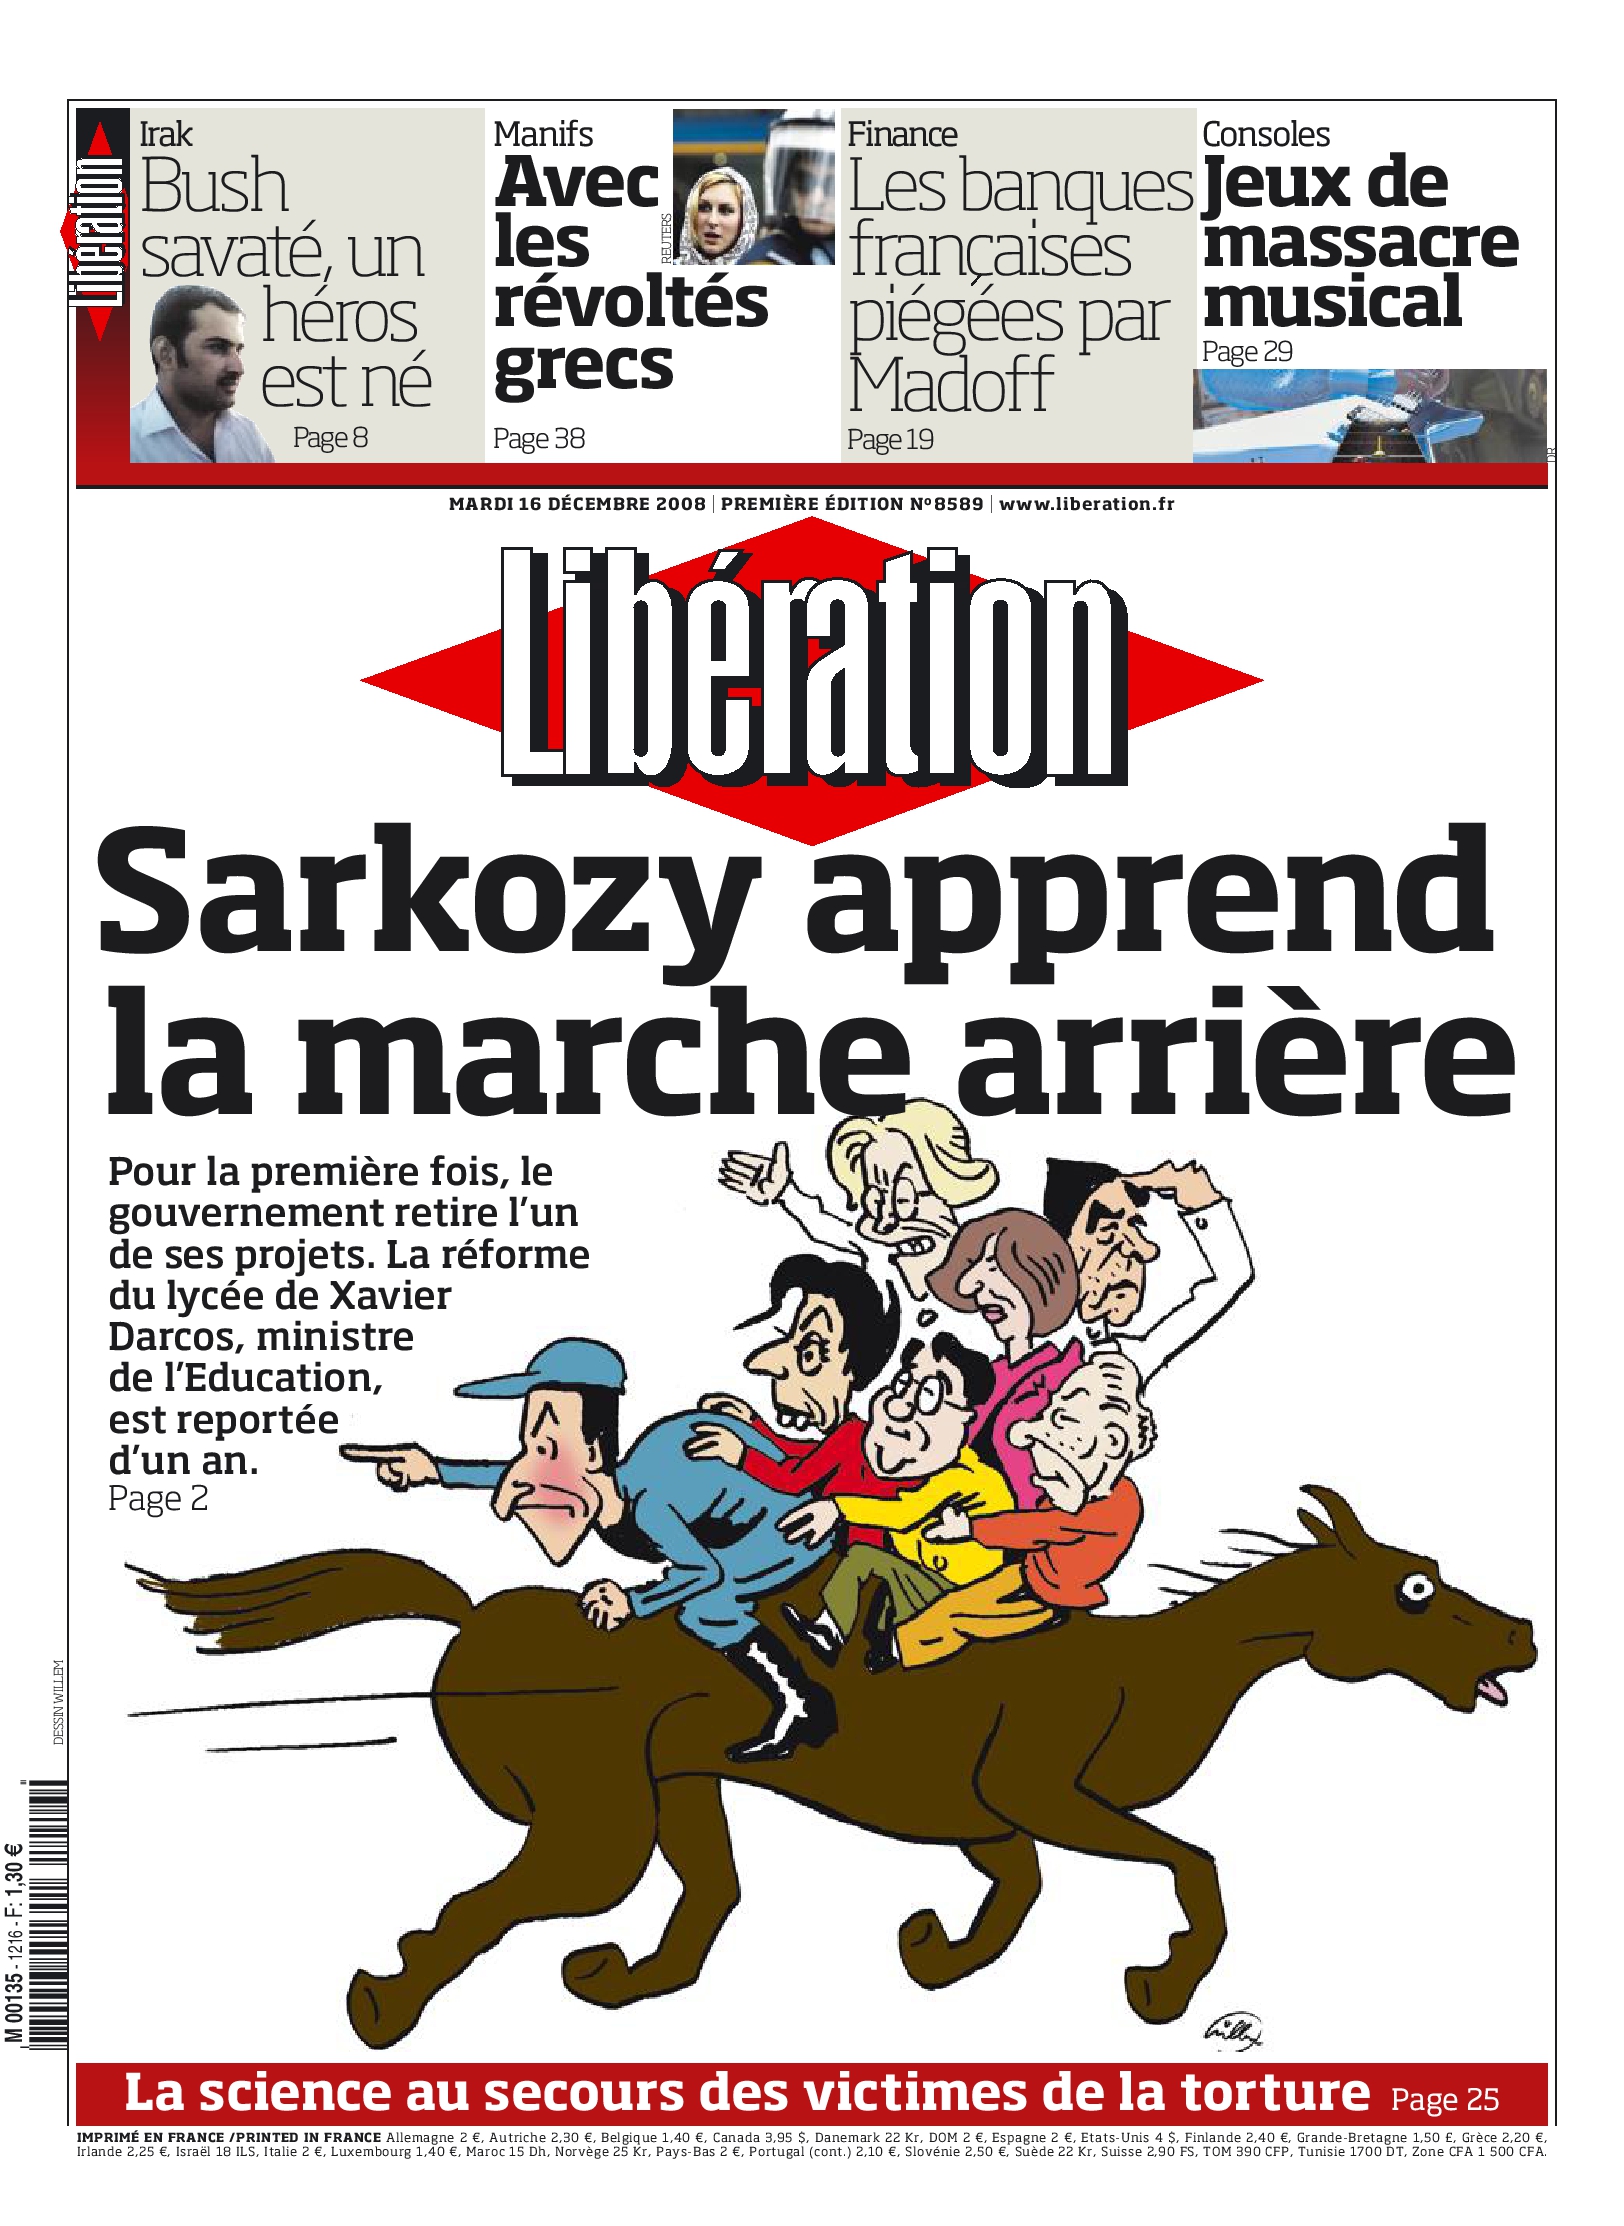 Libération
Irak
Bush
savaté, un
héros
est né
Page 8
Manifs
Avec
les
révoltés
grecs
Page 38
REUTERS
Finance
Les banques
françaises
piégées par
Madoff
Page 19
Consoles
Jeux de
massacre
musical
Page 29
DR
MARDI 16 DÉCEMBRE 2008 | PREMIÈRE ÉDITION Nº8589 | www.liberation.fr
Libération
Sarkozy apprend
la marche arrière
Pour la première fois, le
gouvernement retire l’un
de ses projets. La réforme
du lycée de Xavier
Darcos, ministre
de l’Education,
est reportée
d’un an.
Page 2
DESSIN WILLEM
M 00135 - 1216 - F: 1,30 €
La science au secours des victimes de la torture Page 25
IMPRIMÉ EN FRANCE /PRINTED IN FRANCE Allemagne 2 €, Autriche 2,30 €, Belgique 1,40 €, Canada 3,95 $, Danemark 22 Kr, DOM 2 €, Espagne 2 €, Etats-Unis 4 $, Finlande 2,40 €, Grande-Bretagne 1,50 £, Grèce 2,20 €,
Irlande 2,25 €, Israël 18 ILS, Italie 2 €, Luxembourg 1,40 €, Maroc 15 Dh, Norvège 25 Kr, Pays-Bas 2 €, Portugal (cont.) 2,10 €, Slovénie 2,50 €, Suède 22 Kr, Suisse 2,90 FS, TOM 390 CFP, Tunisie 1700 DT, Zone CFA 1 500 CFA.